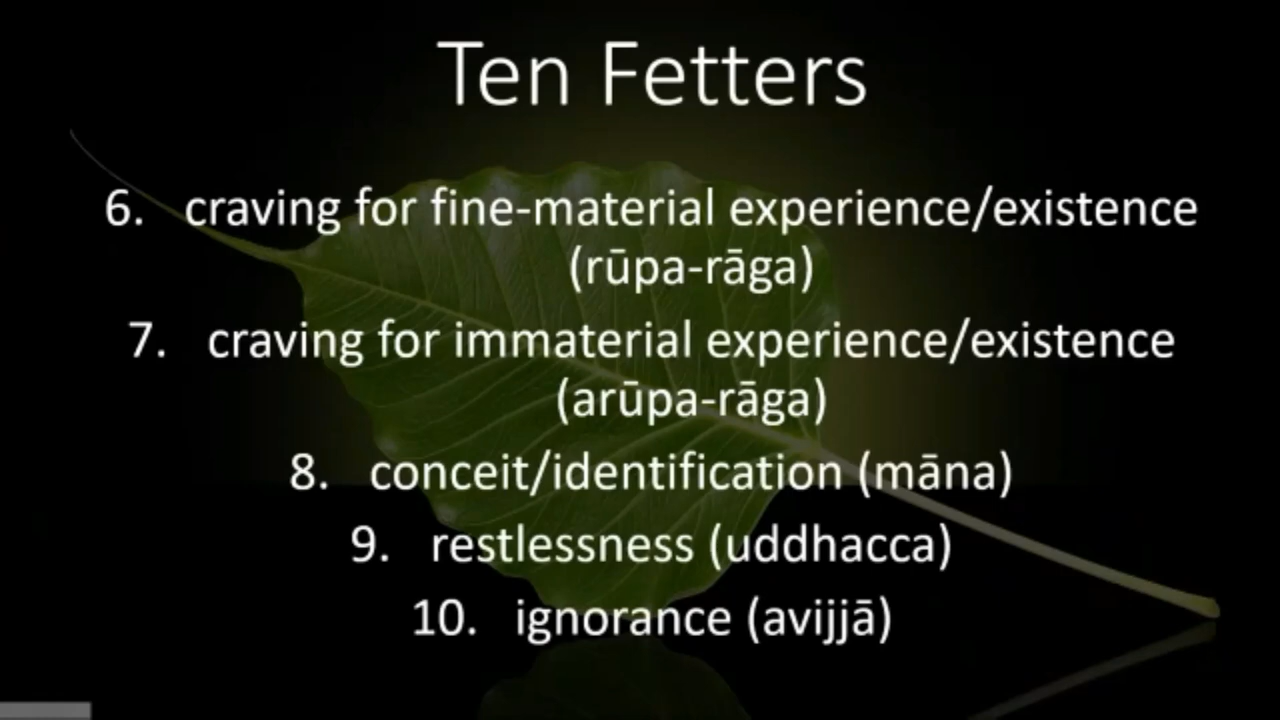 Ten Fetters
6. craving for fine-material experience/existence
(rūpa-rāga)
7. craving for immaterial experience/existence
(arūpa-rāga)
8. conceit/identification (māna)
9. restlessness (uddhacca)
10. ignorance (avijjā)